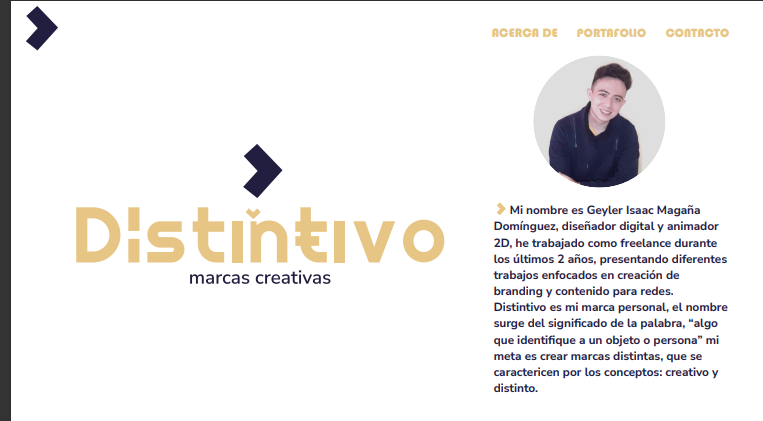 ACERCA DE PORTAFOLIO CONTACTO
Distintivo
marcas creativas
Mi nombre es Geyler Isaac Magaña
Domínguez, diseñador digital y animador
2D, he trabajado como freelance durante
los últimos 2 años, presentando diferentes
trabajos enfocados en creación de
branding y contenido para redes.
Distintivo es mi marca personal, el nombre
surge del significado de la palabra, “algo
que identifique a un objeto o persona” mi
meta es crear marcas distintas, que se
caractericen por los conceptos: creativo y
distinto.